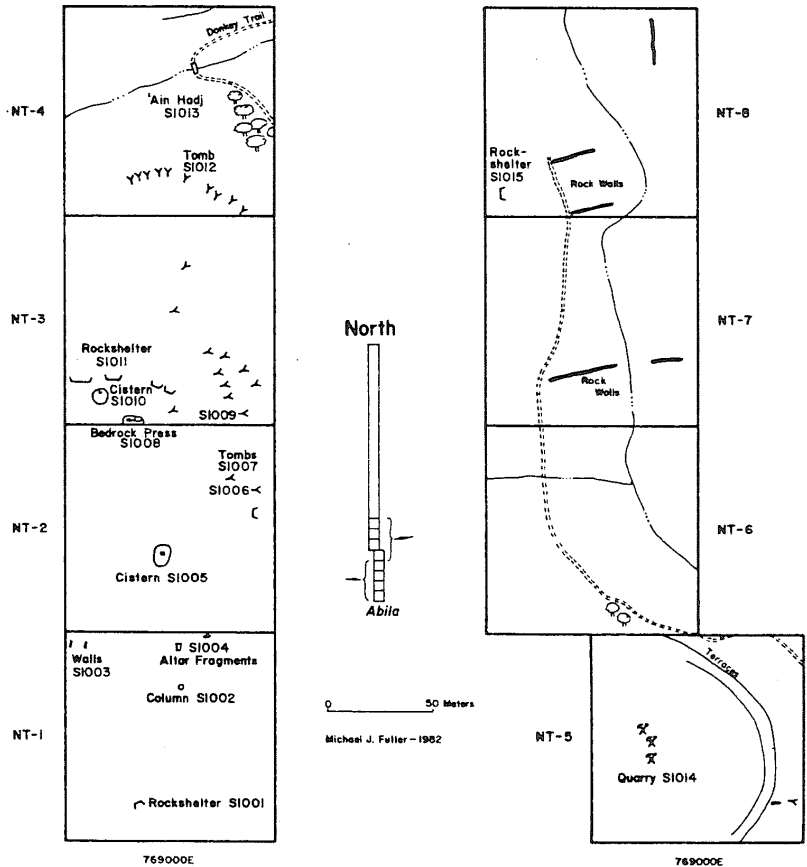 Donkey Trail
NT-4
'Ain Hadj
S1013
Tomb
S1012
NT-3
Rockshelter
S1011
Cistern
S1010
S1009
Bedrock Press
S1008
Tombs
S1007
S1006
NT-2
Cistern S1005
S1004
Altar Fragments
Walls
S1003
Column S1002
NT-1
Rockshelter S1001
769000E
North
Abila
0 50 Meters
Michael J. Fuller-1982
NT-8
Rock-
shelter
S1015
Rock Walls
NT-7
Rock
Walls
NT-6
Terraces
NT-5
Quarry S1014
769000E